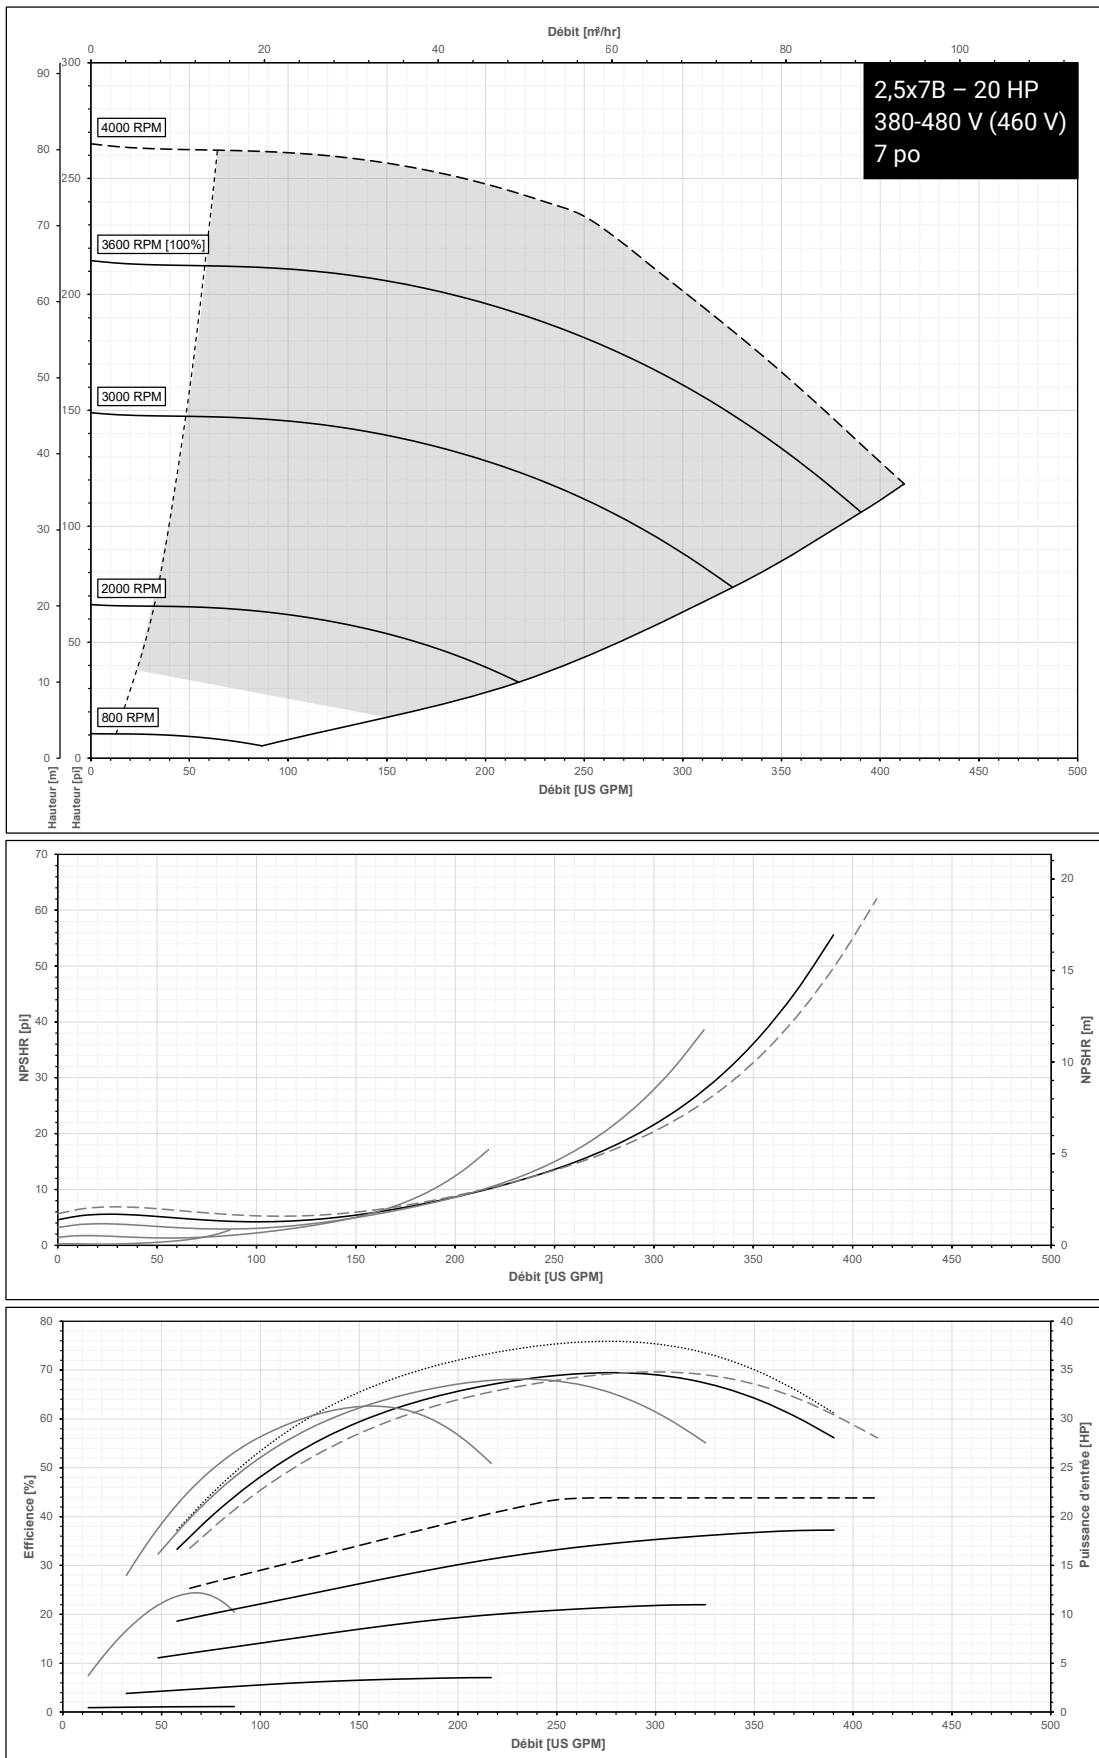 Débit [m³/hr]
0 20 40 60 80 100
2,5x7B – 20 HP
380-480 V (460 V)
7 po
90 80 70 60 50 40 30 20 10 0
300 250 200 150 100 50 0
4000 RPM
3600 RPM [100%]
3000 RPM
2000 RPM
800 RPM
0 50 100 150 200 250 300 350 400 450 500
Hauteur [m]
Hauteur [pi]
Débit [US GPM]
70 60 50 40 30 20 10 0
NPSHR [pi]
20 15 10 5 0
NPSHR [m]
0 50 100 150 200 250 300 350 400 450 500
Débit [US GPM]
80 70 60 50 40 30 20 10 0
Efficience [%]
40 35 30 25 20 15 10 5 0
Puissance d'entrée [HP]
0 50 100 150 200 250 300 350 400 450 500
Débit [US GPM]